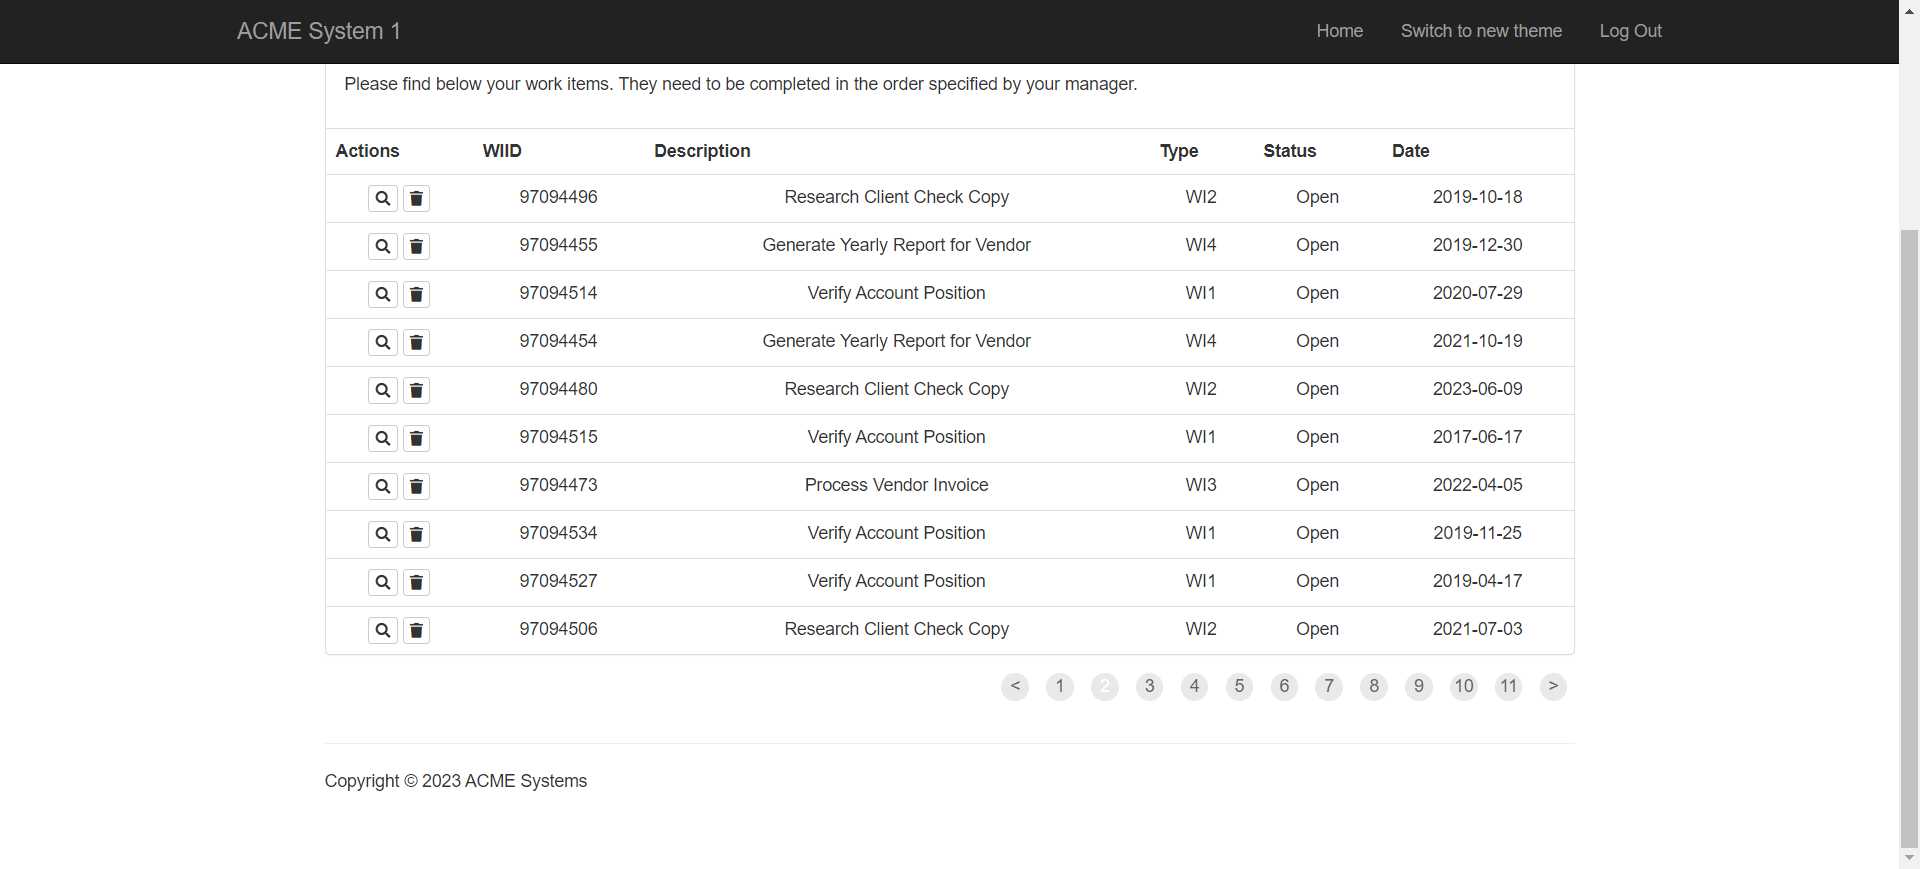 ACME System 1 Home Switch to new theme Log Out
Please find below your work items. They need to be completed in the order specified by your manager.
Actions WIID Description Type Status Date
97094496 Research Client Check Copy WI2 Open 2019-10-18
97094455 Generate Yearly Report for Vendor WI4 Open 2019-12-30
97094514 Verify Account Position WI1 Open 2020-07-29
97094454 Generate Yearly Report for Vendor WI4 Open 2021-10-19
97094480 Research Client Check Copy WI2 Open 2023-06-09
97094515 Verify Account Position WI1 Open 2017-06-17
97094473 Process Vendor Invoice WI3 Open 2022-04-05
97094534 Verify Account Position WI1 Open 2019-11-25
97094527 Verify Account Position WI1 Open 2019-04-17
97094506 Research Client Check Copy WI2 Open 2021-07-03
< 1 2 3 4 5 6 7 8 9 10 11 >
Copyright © 2023 ACME Systems